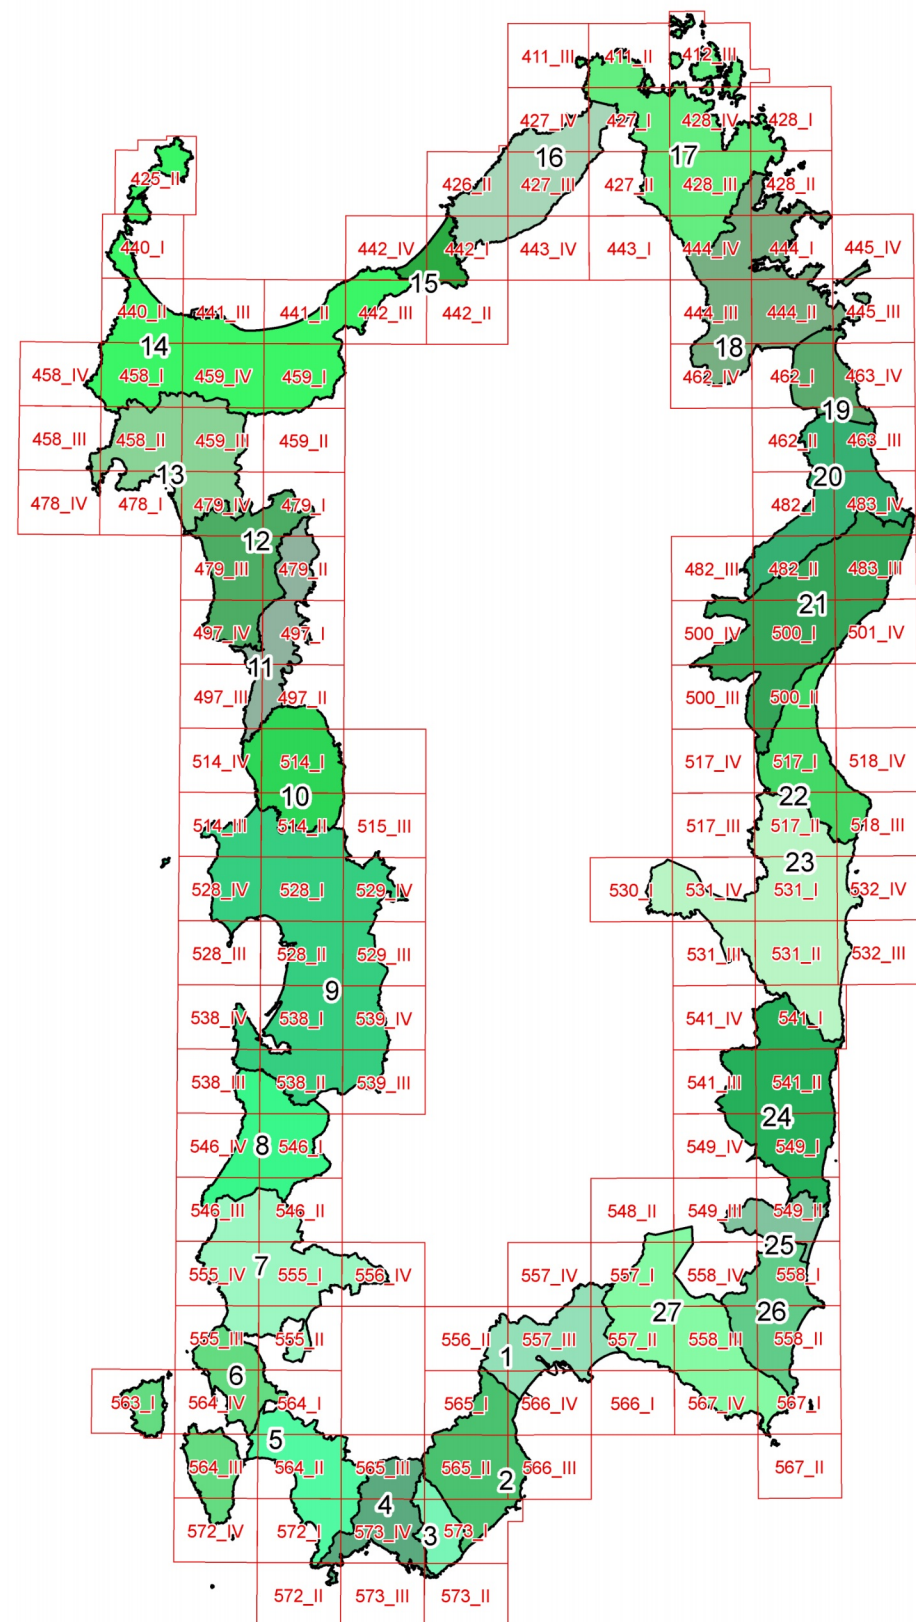 411_III 411_II 412_III
427_IV 427_I 428_IV 428_I
16 17
425_II 426_II 427_III 427_II 428_III 428_II
440_I 442_IV 442_I 443_IV 443_I 444_IV 444_I 445_IV
15
440_II 441_III 441_II 442_III 442_II 444_III 444_II 445_III
14 18
458_IV 458_I 459_IV 459_I 462_IV 462_I 463_IV
19
458_III 458_II 459_III 459_II 462_II 463_III
13 20
478_IV 478_I 479_IV 479_I 482_I 483_IV
12
479_III 479_II 482_III 482_II 483_III
21
497_IV 497_I 500_IV 500_I 501_IV
11
497_III 497_II 500_III 500_II
514_IV 514_I 517_IV 517_I 518_IV
10 22
514_III 514_II 515_III 517_III 517_II 518_III
23
528_IV 528_I 529_IV 530_I 531_IV 531_I 532_IV
528_III 528_II 529_III 531_III 531_II 532_III
9
538_IV 538_I 539_IV 541_IV 541_I
538_III 538_II 539_III 541_III 541_II
24
546_IV 8 546_I 549_IV 549_I
546_III 546_II 548_II 549_III 549_II
25
7
555_IV 555_I 556_IV 557_IV 557_I 558_IV 558_I
27 26
555_III 555_II 556_II 557_III 557_II 558_III 558_II
1
6
563_I 564_IV 564_I 565_I 566_IV 566_I 567_IV 567_I
5
564_III 564_II 565_III 565_II 566_III 567_II
2
4
572_IV 572_I 573_IV 3 573_I
572_II 573_III 573_II